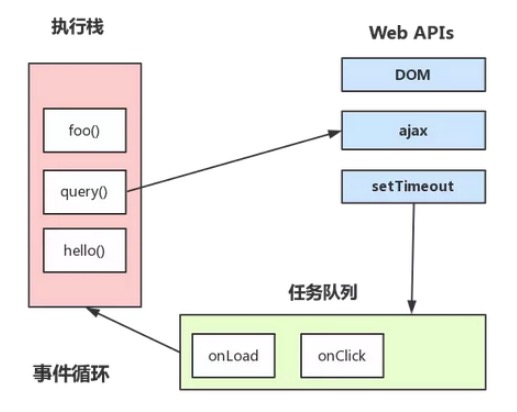 执行栈
Web APIs
DOM
foo()
ajax
query()
setTimeout
hello()
任务队列
onLoad
onClick
事件循环